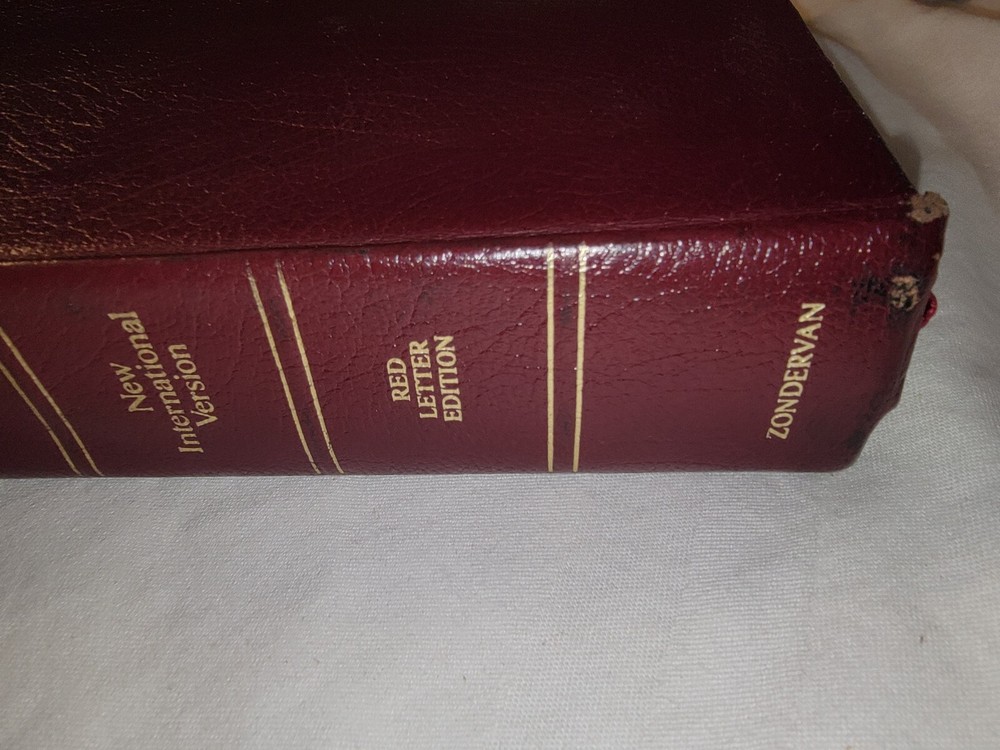 New
International
Version
RED
LETTER
EDITION
ZONDERVAN